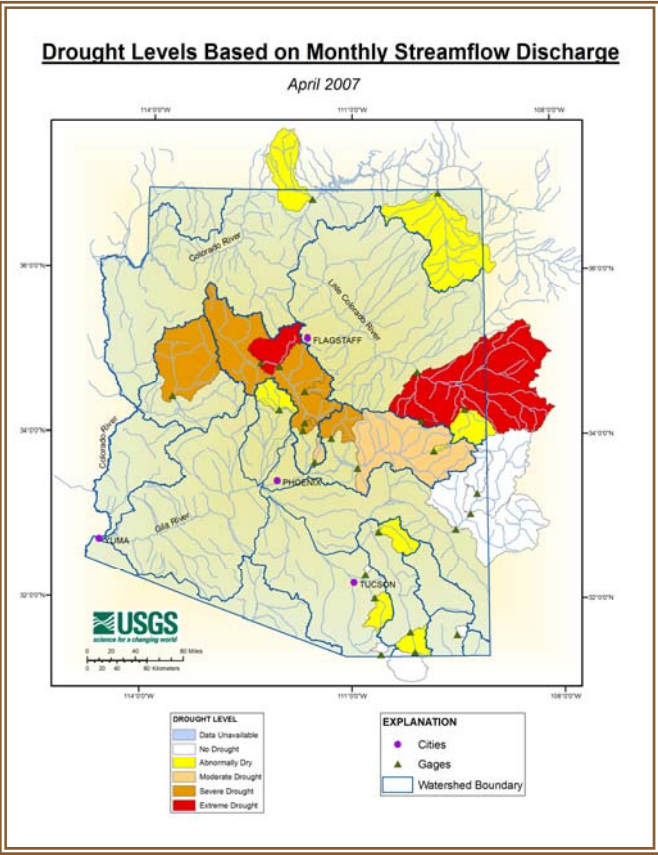 Drought Levels Based on Monthly Streamflow Discharge
April 2007
114°0'0"W
111°0'0"W
108°0'0"W
36°0'0"N
36°0'0"N
Colorado River
Little Colorado River
FLAGSTAFF
34°0'0"N
34°0'0"N
Colorado River
PHOENIX
Gila River
YUMA
TUCSON
32°0'0"N
32°0'0"N
USGS
science for a changing world
0 20 40 80 Miles
0 20 40 80 Kilometers
114°0'0"W
111°0'0"W
108°0'0"W
DROUGHT LEVEL
Data Unavailable
No Drought
Abnormally Dry
Moderate Drought
Severe Drought
Extreme Drought
EXPLANATION
Cities
Gages
Watershed Boundary